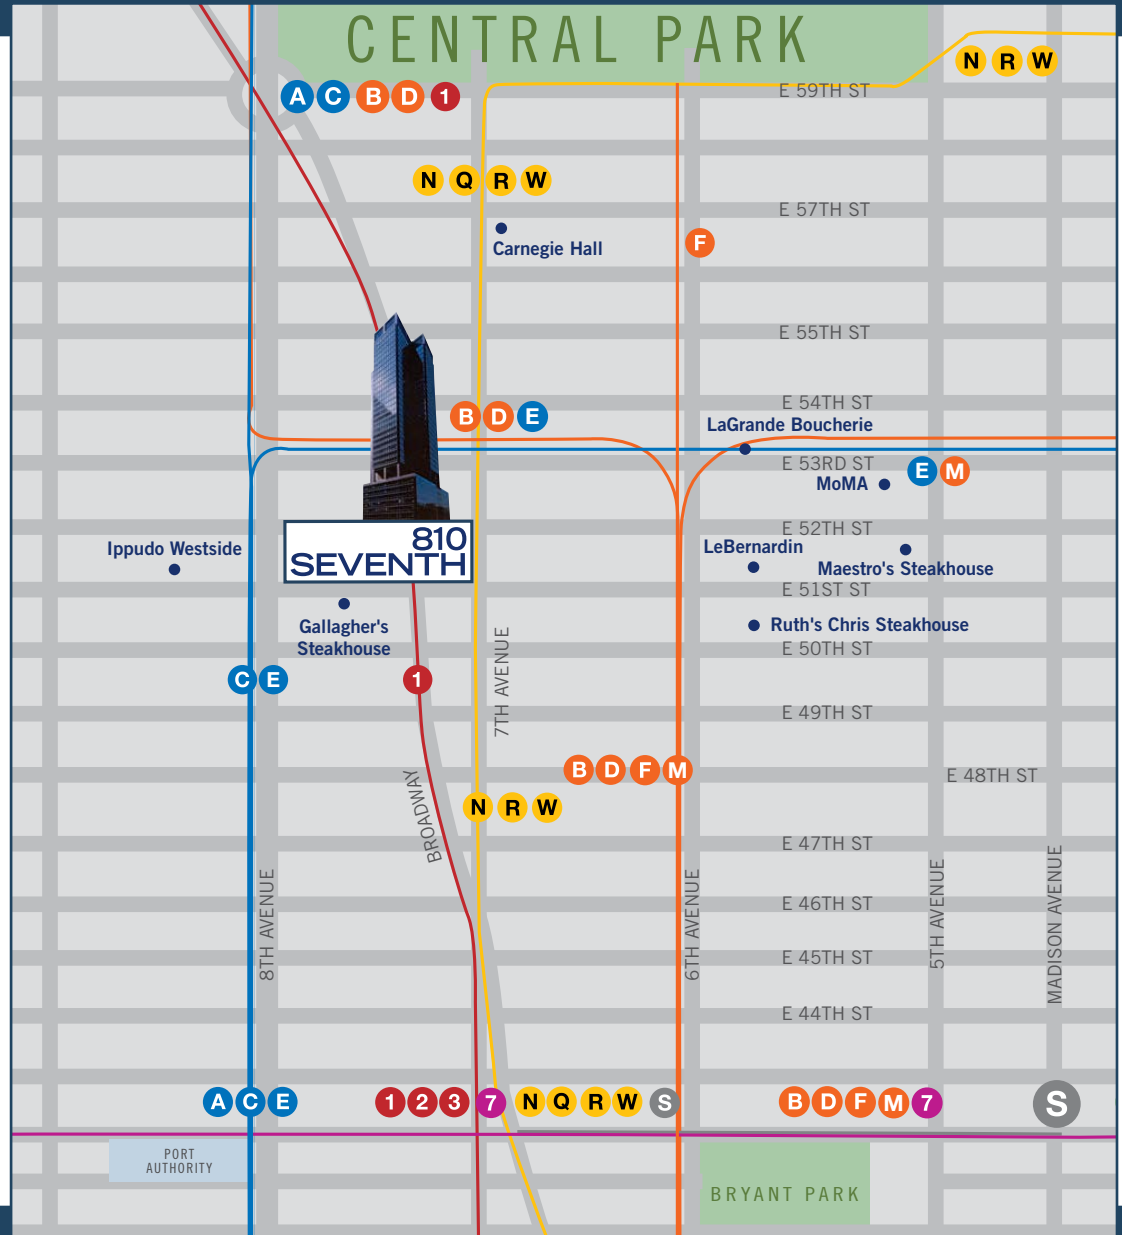 CENTRAL PARK
N R W
A C B D 1
E 59TH ST
N Q R W
E 57TH ST
Carnegie Hall
F
E 55TH ST
E 54TH ST
B D E
LaGrande Boucherie
E 53RD ST
E M
MoMA
E 52TH ST
810
SEVENTH
Ippudo Westside
LeBernardin
Maestro's Steakhouse
E 51ST ST
Gallagher's
Steakhouse
Ruth's Chris Steakhouse
E 50TH ST
C E
1
7TH AVENUE
E 49TH ST
B D F M
E 48TH ST
BROADWAY
N R W
E 47TH ST
8TH AVENUE
6TH AVENUE
E 46TH ST
5TH AVENUE
MADISON AVENUE
E 45TH ST
E 44TH ST
A C E
1 2 3 7 N Q R W S
B D F M 7
S
PORT
AUTHORITY
BRYANT PARK